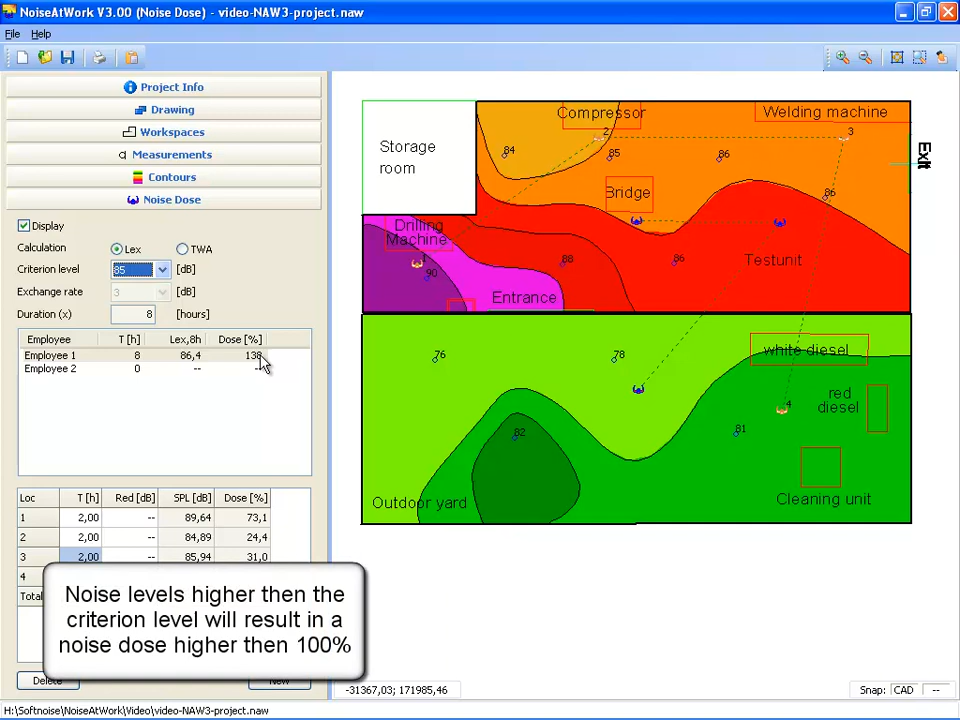 NoiseAtWork V3.00 (Noise Dose) - video-NAW3-project.naw
File Help
Project Info
Drawing
Workspaces
Measurements
Contours
Noise Dose
Display
Calculation Lex TWA
Criterion level 85 [dB]
Exchange rate 3 [dB]
Duration (x) 8 [hours]
Employee T [h] Lex,8h Dose [%]
Employee 1 8 86,4 138
Employee 2 0 -- --
Loc T [h] Red [dB] SPL [dB] Dose [%]
1 2,00 -- 89,64 73,1
2 2,00 -- 84,89 24,4
3 2,00 -- 85,94 31,0
4
Total
Noise levels higher then the
criterion level will result in a
noise dose higher then 100%
Delete New
Storage
room
Compressor
Welding machine
Exit
2
3
84
85
86
86
Bridge
Drilling
Machine
1
90
88
86
Testunit
Entrance
76
78
white diesel
red
diesel
4
82
81
Outdoor yard
Cleaning unit
-31367,03; 171985,46
Snap: CAD --
H:\Softnoise\NoiseAtWork\Video\video-NAW3-project.naw